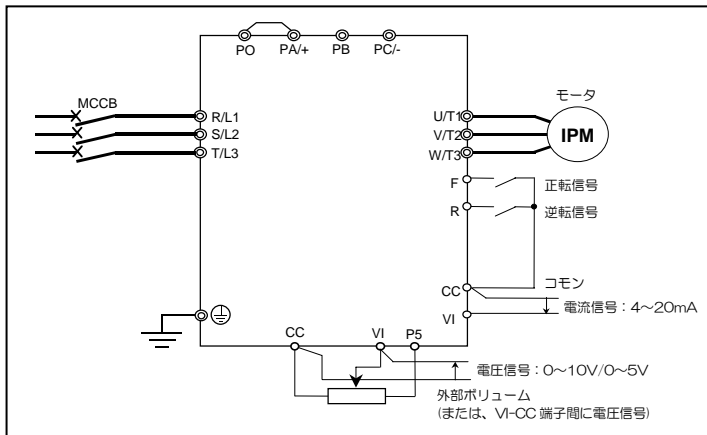 PO PA/+ PB PC/-
MCCB
モータ
R/L1
S/L2
T/L3
U/T1
V/T2
W/T3
IPM
F
正転信号
R
逆転信号
コモン
CC
電流信号：4～20mA
VI
CC VI P5
電圧信号：0～10V/0～5V
外部ボリューム
(または、VI-CC 端子間に電圧信号)